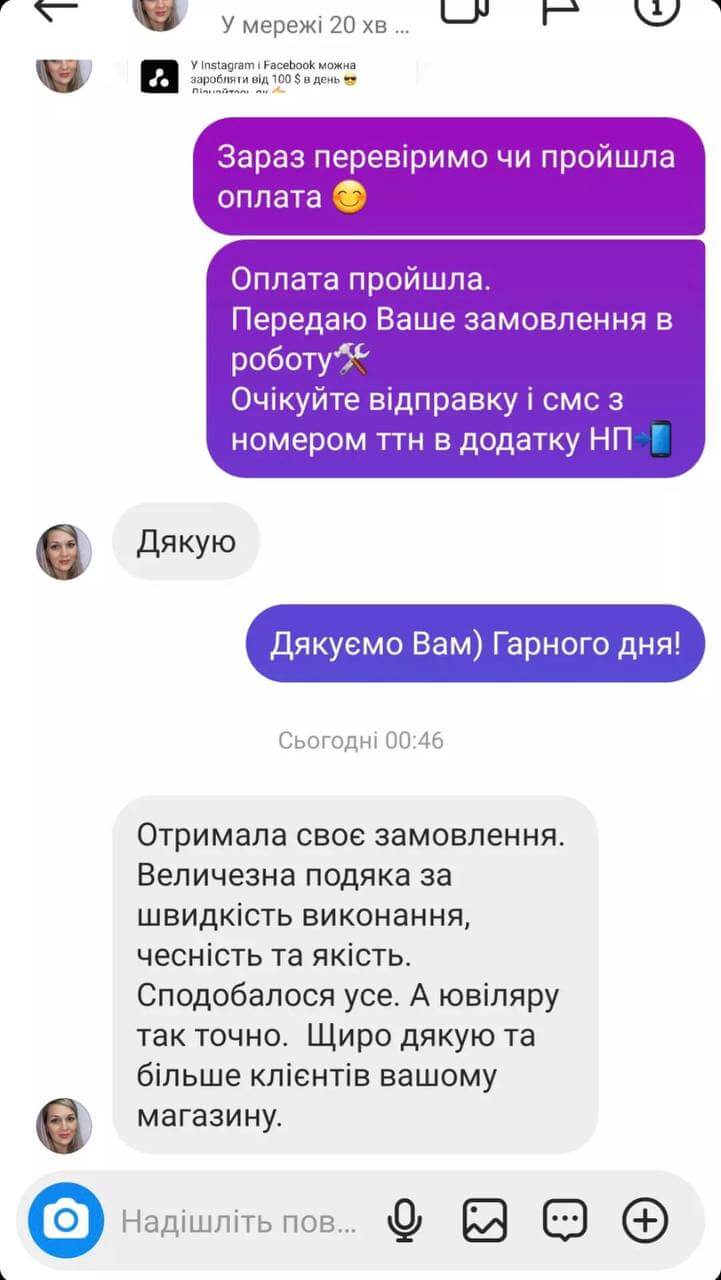 У мережі 20 хв ...
У Instagram і Facebook можна
заробляти від 100 $ в день 😎
Дізнайтесь як 👉
Зараз перевіримо чи пройшла
оплата 😊
Оплата пройшла.
Передаю Ваше замовлення в
роботу🛠️
Очікуйте відправку і смс з
номером ттн в додатку НП📲
Дякую
Дякуємо Вам) Гарного дня!
Сьогодні 00:46
Отримала своє замовлення.
Величезна подяка за
швидкість виконання,
чесність та якість.
Сподобалося усе. А ювіляру
так точно.  Щиро дякую та
більше клієнтів вашому
магазину.
Надішліть пов...